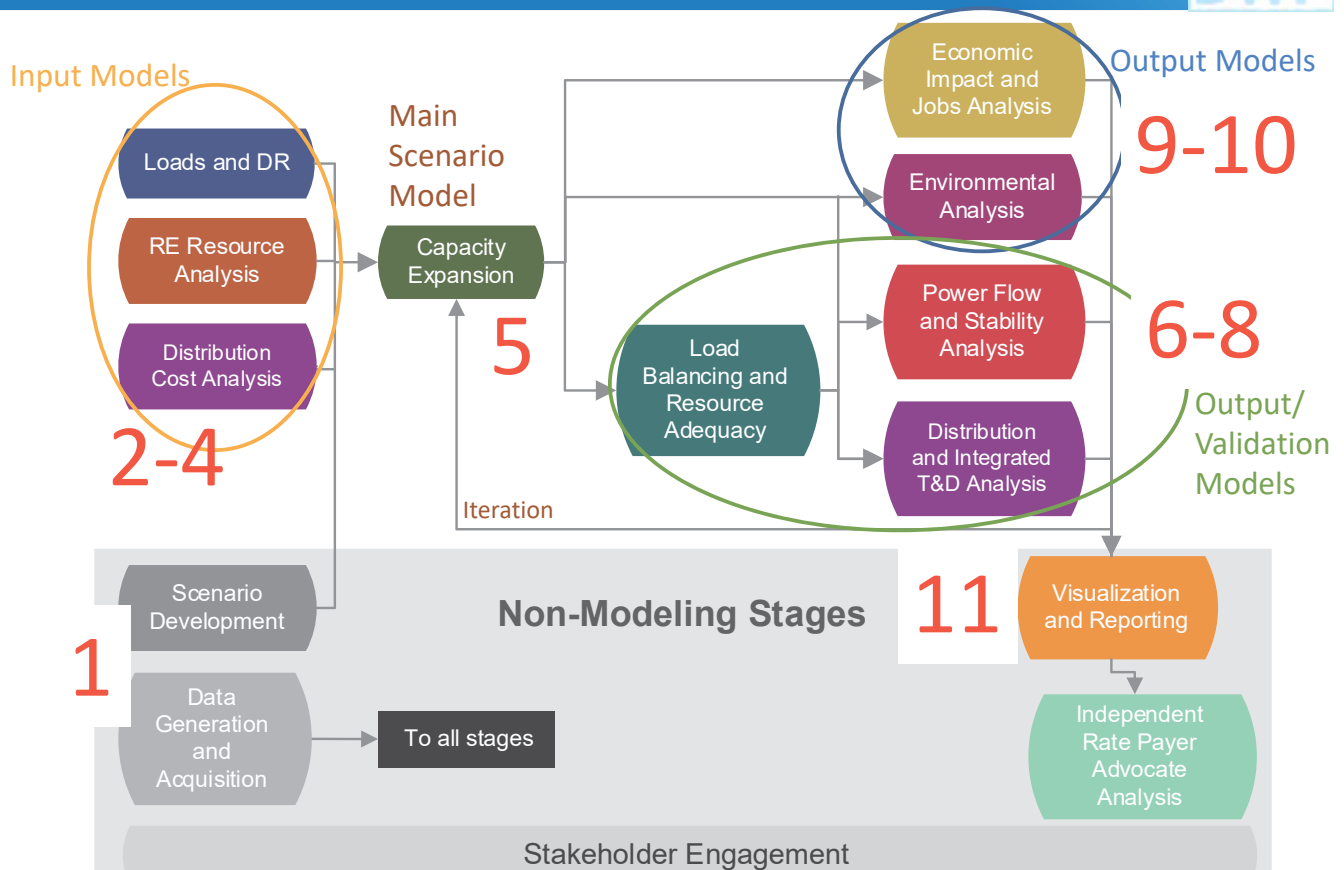 Input Models
Loads and DR
RE Resource
Analysis
Distribution
Cost Analysis
2-4
Main
Scenario
Model
Capacity
Expansion
5
Economic
Impact and
Jobs Analysis
Environmental
Analysis
Output Models
9-10
Load
Balancing and
Resource
Adequacy
Power Flow
and Stability
Analysis
Distribution
and Integrated
T&D Analysis
6-8
Output/
Validation
Models
Iteration
Scenario
Development
1
Data
Generation
and
Acquisition
To all stages
Non-Modeling Stages
11
Visualization
and Reporting
Independent
Rate Payer
Advocate
Analysis
Stakeholder Engagement